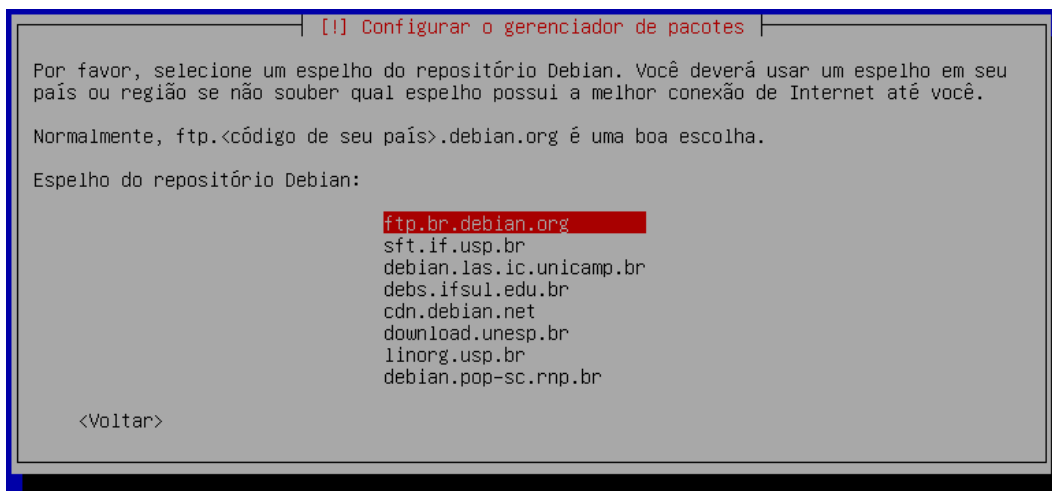 [!] Configurar o gerenciador de pacotes
Por favor, selecione um espelho do repositório Debian. Você deverá usar um espelho em seu
país ou região se não souber qual espelho possui a melhor conexão de Internet até você.
Normalmente, ftp.<código de seu país>.debian.org é uma boa escolha.
Espelho do repositório Debian:
ftp.br.debian.org
sft.if.usp.br
debian.las.ic.unicamp.br
debs.ifsul.edu.br
cdn.debian.net
download.unesp.br
linorg.usp.br
debian.pop-sc.rnp.br
<Voltar>